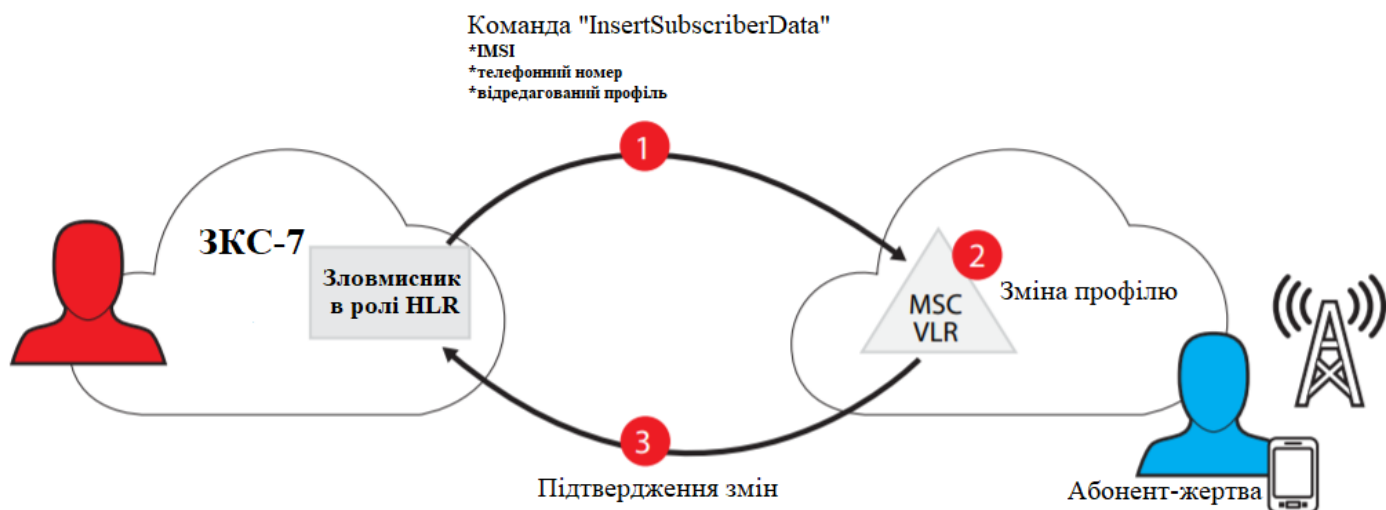 Команда "InsertSubscriberData"
*IMSI
*телефонний номер
*відредагований профіль
1
ЗКС-7
Зловмисник
в ролі HLR
2
MSC
VLR
Зміна профілю
3
Підтвердження змін
Абонент-жертва